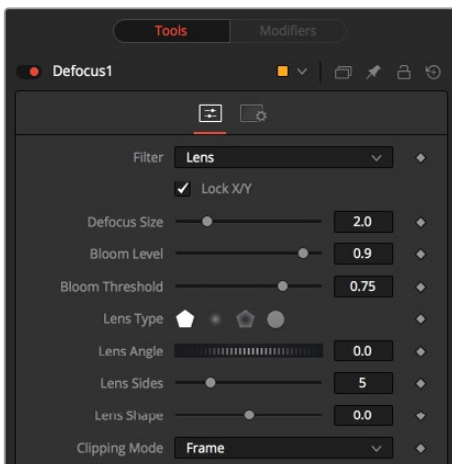 Tools Modifiers
Defocus1
Filter Lens
Lock X/Y
Defocus Size 2.0
Bloom Level 0.9
Bloom Threshold 0.75
Lens Type
Lens Angle 0.0
Lens Sides 5
Lens Shape 0.0
Clipping Mode Frame